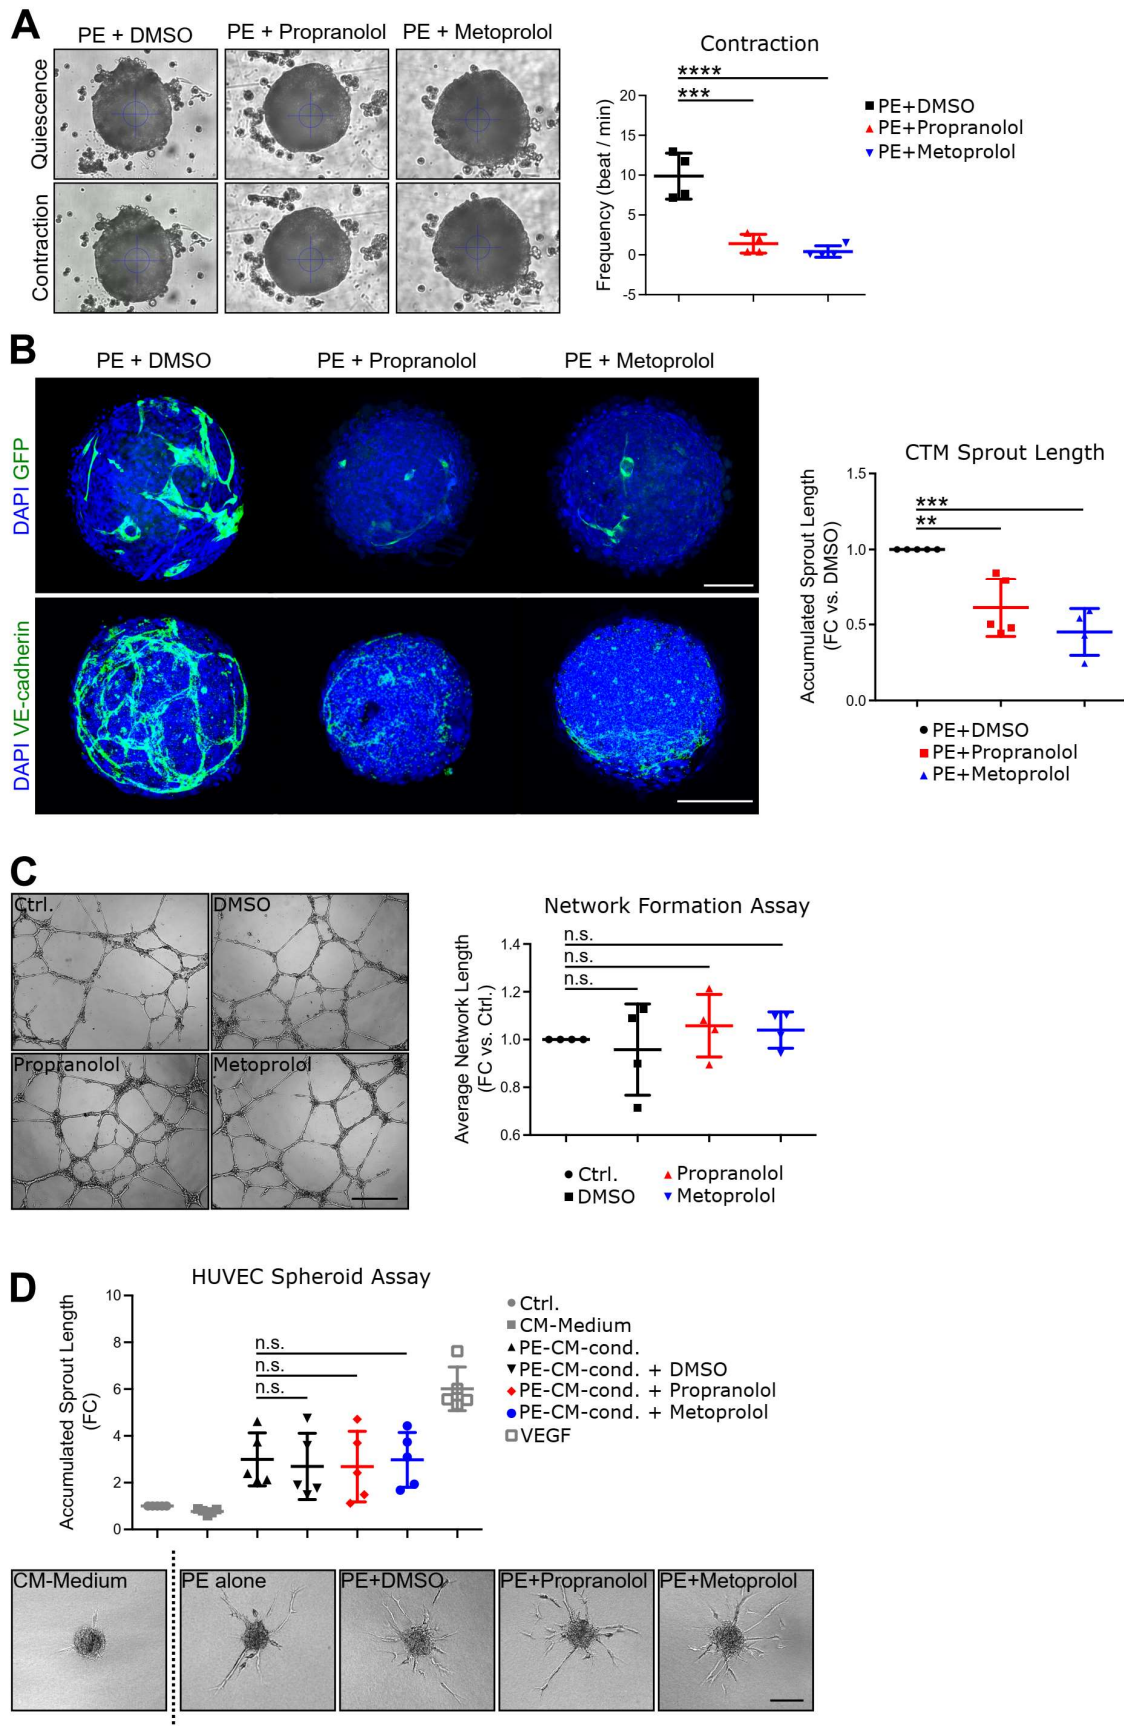 A
PE + DMSO
PE + Propranolol
PE + Metoprolol
Quiescence
Contraction
Contraction
****
***
Frequency (beat / min)
20
15
10
5
0
-5
PE+DMSO
PE+Propranolol
PE+Metoprolol
B
PE + DMSO
PE + Propranolol
PE + Metoprolol
DAPI GFP
DAPI VE-cadherin
CTM Sprout Length
***
**
Accumulated Sprout Length
(FC vs. DMSO)
1.5
1.0
0.5
0.0
PE+DMSO
PE+Propranolol
PE+Metoprolol
C
Ctrl.
DMSO
Propranolol
Metoprolol
Network Formation Assay
n.s.
n.s.
n.s.
Average Network Length
(FC vs. Ctrl.)
1.4
1.2
1.0
0.8
0.6
Ctrl.
DMSO
Propranolol
Metoprolol
D
HUVEC Spheroid Assay
n.s.
n.s.
n.s.
Accumulated Sprout Length
(FC)
10
8
6
4
2
0
Ctrl.
CM-Medium
PE-CM-cond.
PE-CM-cond. + DMSO
PE-CM-cond. + Propranolol
PE-CM-cond. + Metoprolol
VEGF
CM-Medium
PE alone
PE+DMSO
PE+Propranolol
PE+Metoprolol